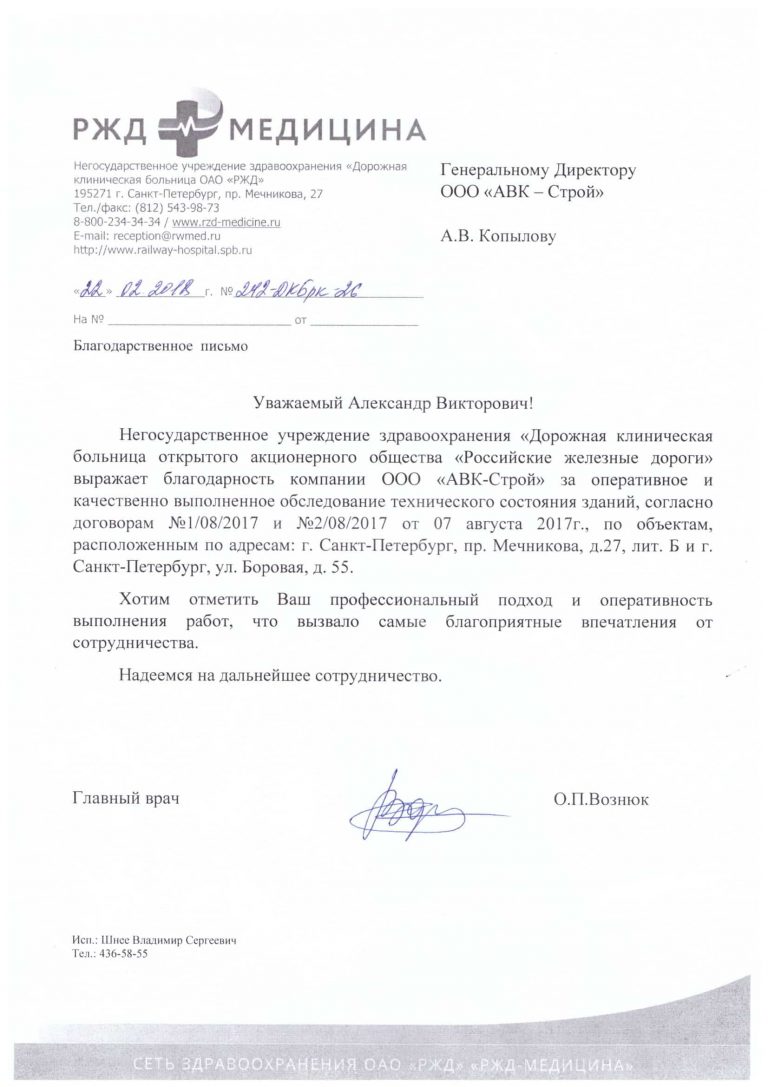 РЖД МЕДИЦИНА
Негосударственное учреждение здравоохранения «Дорожная
клиническая больница ОАО «РЖД»
195271 г. Санкт-Петербург, пр. Мечникова, 27
Тел./факс: (812) 543-98-73
8-800-234-34-34 / www.rzd-medicine.ru
E-mail: reception@rwmed.ru
http://www.railway-hospital.spb.ru
Генеральному Директору
ООО «АВК – Строй»
А.В. Копылову
«22» 02 2018 г. № 242-ДКБрк-26
На № ____________ от ____________
Благодарственное письмо
Уважаемый Александр Викторович!
Негосударственное учреждение здравоохранения «Дорожная клиническая
больница открытого акционерного общества «Российские железные дороги»
выражает благодарность компании ООО «АВК-Строй» за оперативное и
качественно выполненное обследование технического состояния зданий, согласно
договорам №1/08/2017 и №2/08/2017 от 07 августа 2017г., по объектам,
расположенным по адресам: г. Санкт-Петербург, пр. Мечникова, д.27, лит. Б и г.
Санкт-Петербург, ул. Боровая, д. 55.
Хотим отметить Ваш профессиональный подход и оперативность
выполнения работ, что вызвало самые благоприятные впечатления от
сотрудничества.
Надеемся на дальнейшее сотрудничество.
Главный врач О.П.Вознюк
Исп.: Шнее Владимир Сергеевич
Тел.: 436-58-55
СЕТЬ ЗДРАВООХРАНЕНИЯ ОАО «РЖД» «РЖД-МЕДИЦИНА»